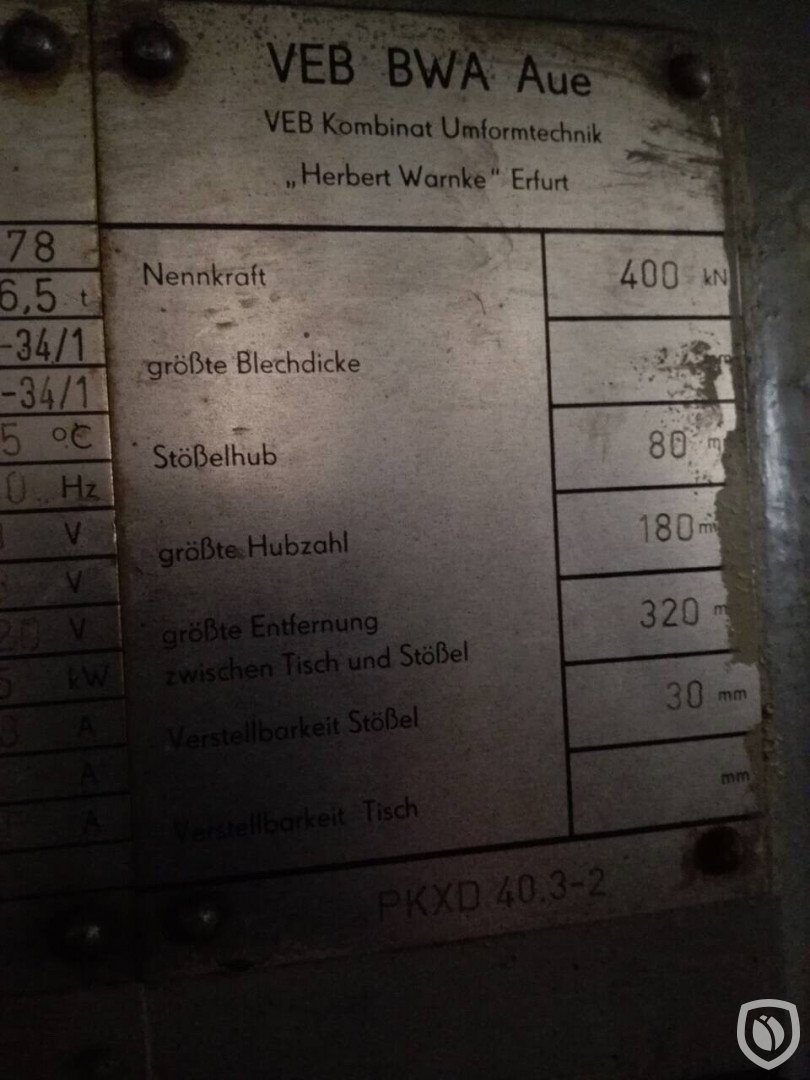 VEB BWA Aue
VEB Kombinat Umformtechnik
„Herbert Warnke" Erfurt
78
6,5 t
-34/1
-34/1
5 °C
0 Hz
V
V
V
kW
A
A
A
Nennkraft 400 kN
größte Blechdicke
Stößelhub 80
größte Hubzahl 180
größte Entfernung
zwischen Tisch und Stößel 320
Verstellbarkeit Stößel 30 mm
Verstellbarkeit Tisch mm
PKXD 40.3-2